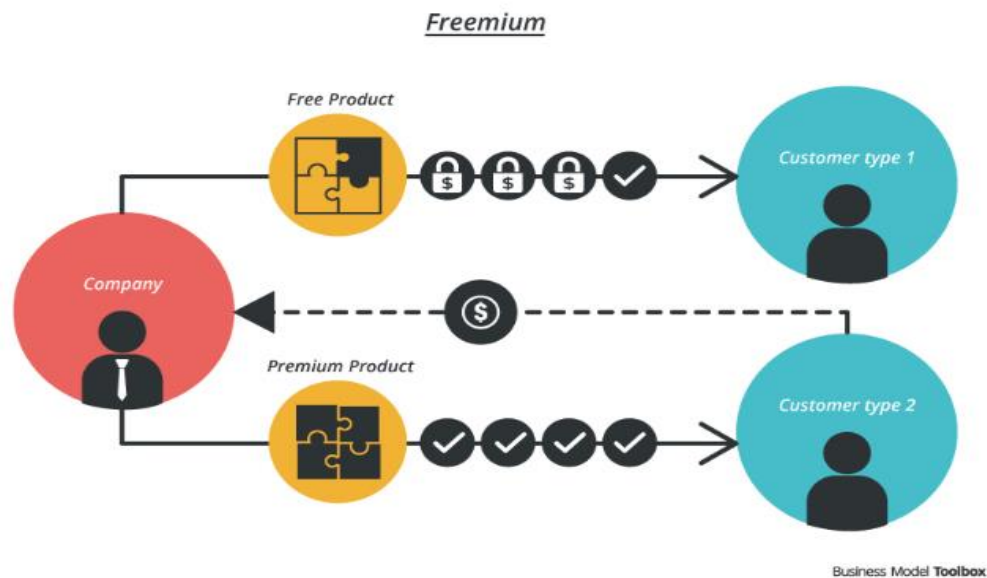 Freemium
Free Product
Customer type 1
$ $ $
Company
$
Premium Product
Customer type 2
Business Model Toolbox